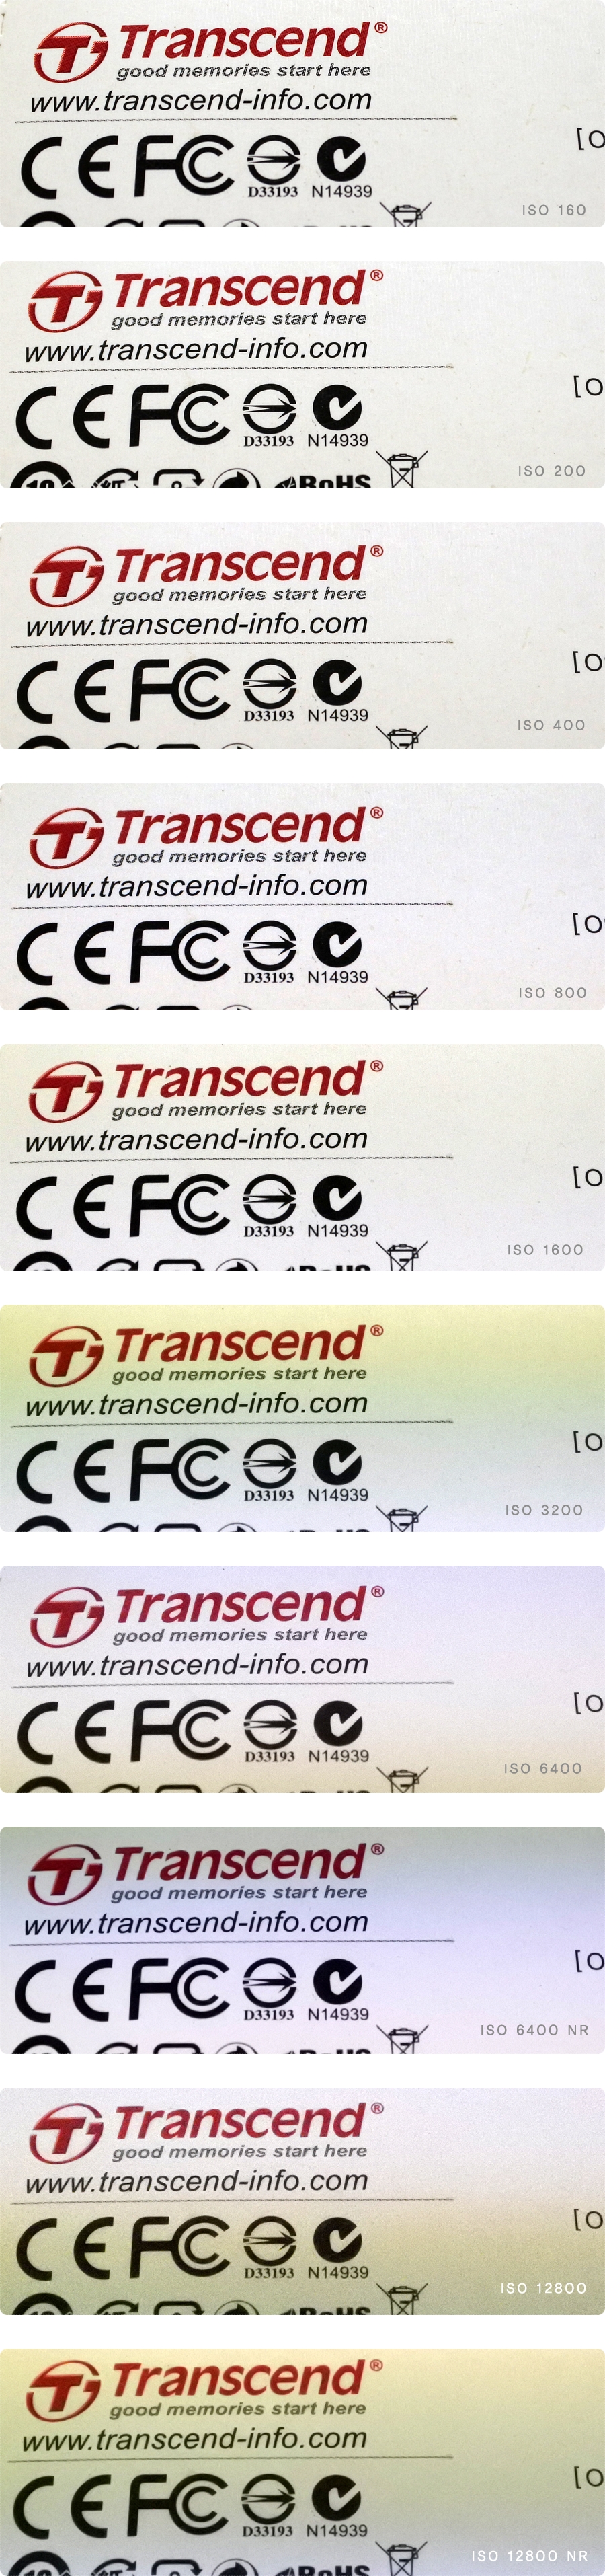 Transcend®
good memories start here
www.transcend-info.com
[O
CE FC
D33193 N14939
ISO 160
Transcend®
good memories start here
www.transcend-info.com
[O
CE FC
D33193 N14939
ISO 200
RoHS
Transcend®
good memories start here
www.transcend-info.com
[O
CE FC
D33193 N14939
ISO 400
Transcend®
good memories start here
www.transcend-info.com
[O
CE FC
D33193 N14939
ISO 800
Transcend®
good memories start here
www.transcend-info.com
[O
CE FC
D33193 N14939
ISO 1600
Transcend®
good memories start here
www.transcend-info.com
[O
CE FC
D33193 N14939
ISO 3200
Transcend®
good memories start here
www.transcend-info.com
[O
CE FC
D33193 N14939
ISO 6400
Transcend®
good memories start here
www.transcend-info.com
[O
CE FC
D33193 N14939
ISO 6400 NR
Transcend®
good memories start here
www.transcend-info.com
[O
CE FC
D33193 N14939
ISO 12800
RoHS
Transcend®
good memories start here
www.transcend-info.com
[O
CE FC
D33193 N14939
ISO 12800 NR